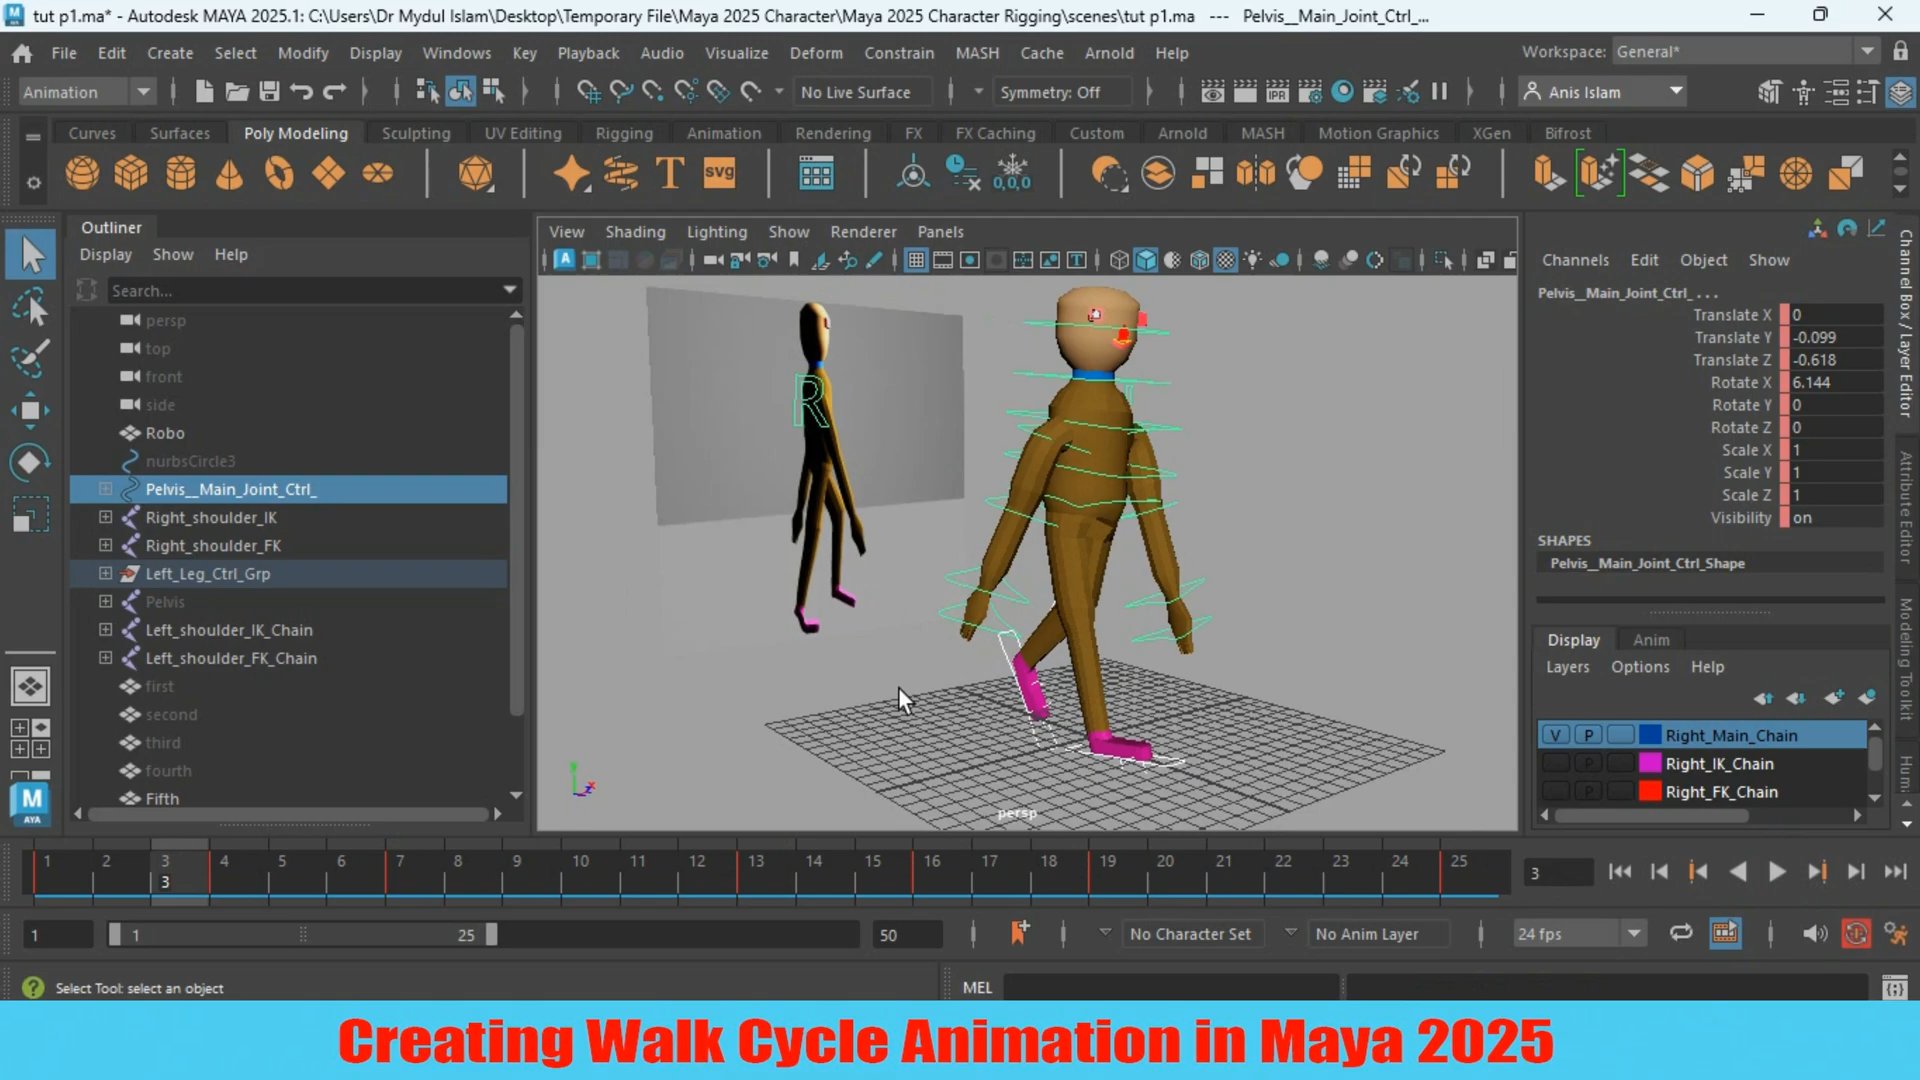 tut p1.ma* - Autodesk MAYA 2025.1: C:\Users\Dr Mydul Islam\Desktop\Temporary File\Maya 2025 Character\Maya 2025 Character Rigging\scenes\tut p1.ma --- Pelvis__Main_Joint_Ctrl_...
File Edit Create Select Modify Display Windows Key Playback Audio Visualize Deform Constrain MASH Cache Arnold Help Workspace: General*
Animation No Live Surface Symmetry: Off IPR Anis Islam
Curves Surfaces Poly Modeling Sculpting UV Editing Rigging Animation Rendering FX FX Caching Custom Arnold MASH Motion Graphics XGen Bifrost
T SVG 0,0,0
Outliner
Display Show Help
Search...
persp
top
front
side
Robo
nurbsCircle3
Pelvis__Main_Joint_Ctrl_
Right_shoulder_IK
Right_shoulder_FK
Left_Leg_Ctrl_Grp
Pelvis
Left_shoulder_IK_Chain
Left_shoulder_FK_Chain
first
second
third
fourth
Fifth
M
AYA
View Shading Lighting Show Renderer Panels
R
persp
Channels Edit Object Show
Pelvis__Main_Joint_Ctrl_ . . .
Translate X 0
Translate Y -0.099
Translate Z -0.618
Rotate X 6.144
Rotate Y 0
Rotate Z 0
Scale X 1
Scale Y 1
Scale Z 1
Visibility on
SHAPES
Pelvis__Main_Joint_Ctrl_Shape
Display Anim
Layers Options Help
V P Right_Main_Chain
P Right_IK_Chain
P Right_FK_Chain
Channel Box / Layer Editor
Attribute Editor
Modeling Toolkit
1 2 3 4 5 6 7 8 9 10 11 12 13 14 15 16 17 18 19 20 21 22 23 24 25
3
3
1 1 25 50 No Character Set No Anim Layer 24 fps
Select Tool: select an object MEL
Creating Walk Cycle Animation in Maya 2025